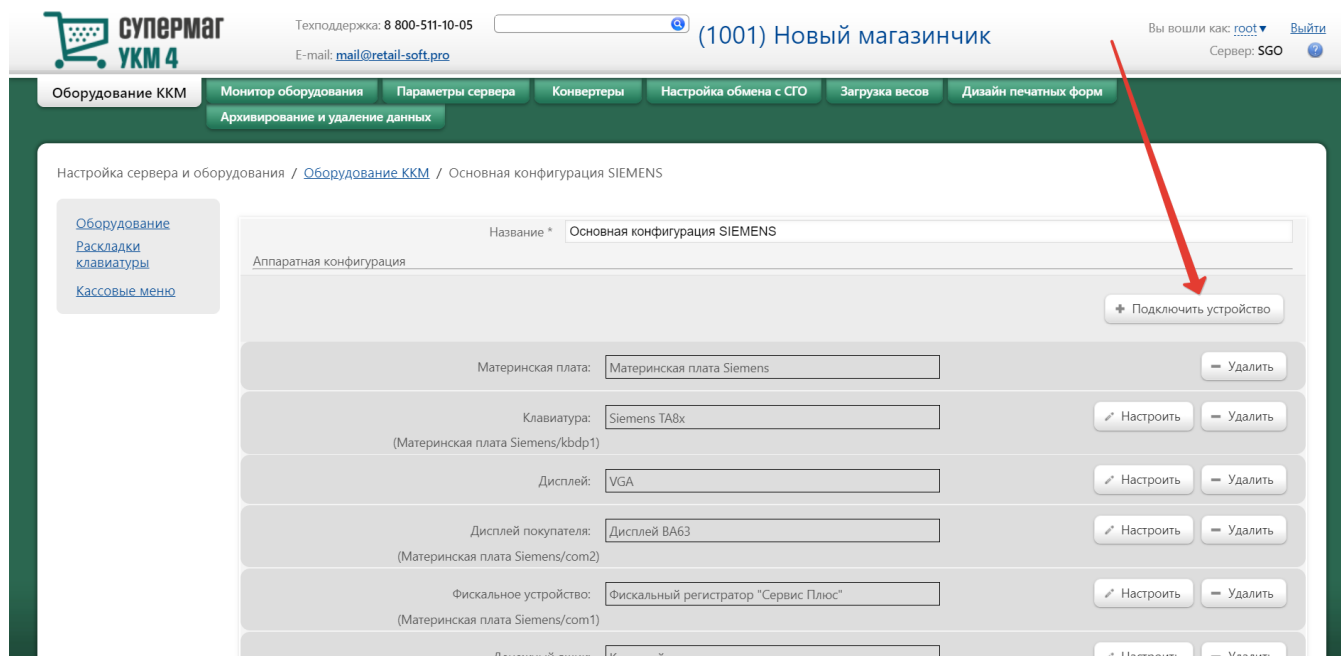 СУПЕРМАГ
УКМ 4
Техподдержка: 8 800-511-10-05
E-mail: mail@retail-soft.pro
(1001) Новый магазинчик
Вы вошли как: root▼ Выйти
Сервер: SGO ?
Оборудование ККМ Монитор оборудования Параметры сервера Конвертеры Настройка обмена с СГО Загрузка весов Дизайн печатных форм
Архивирование и удаление данных
Настройка сервера и оборудования / Оборудование ККМ / Основная конфигурация SIEMENS
Оборудование
Раскладки
клавиатуры
Кассовые меню
Название * Основная конфигурация SIEMENS
Аппаратная конфигурация
+ Подключить устройство
Материнская плата: Материнская плата Siemens − Удалить
Клавиатура: Siemens TA8x Настроить − Удалить
(Материнская плата Siemens/kbdp1)
Дисплей: VGA Настроить − Удалить
Дисплей покупателя: Дисплей BA63 Настроить − Удалить
(Материнская плата Siemens/com2)
Фискальное устройство: Фискальный регистратор "Сервис Плюс" Настроить − Удалить
(Материнская плата Siemens/com1)